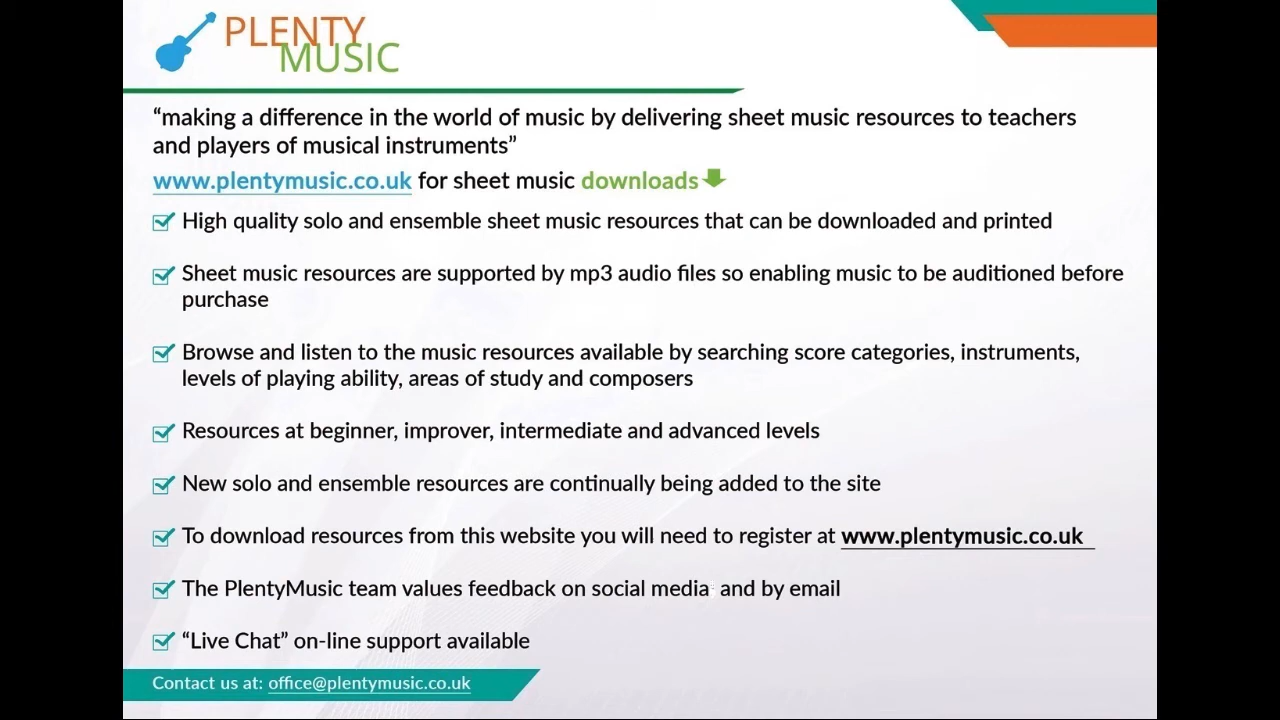 PLENTY
MUSIC
“making a difference in the world of music by delivering sheet music resources to teachers
and players of musical instruments”
www.plentymusic.co.uk for sheet music downloads
High quality solo and ensemble sheet music resources that can be downloaded and printed
Sheet music resources are supported by mp3 audio files so enabling music to be auditioned before
purchase
Browse and listen to the music resources available by searching score categories, instruments,
levels of playing ability, areas of study and composers
Resources at beginner, improver, intermediate and advanced levels
New solo and ensemble resources are continually being added to the site
To download resources from this website you will need to register at www.plentymusic.co.uk
The PlentyMusic team values feedback on social media and by email
“Live Chat” on-line support available
Contact us at: office@plentymusic.co.uk